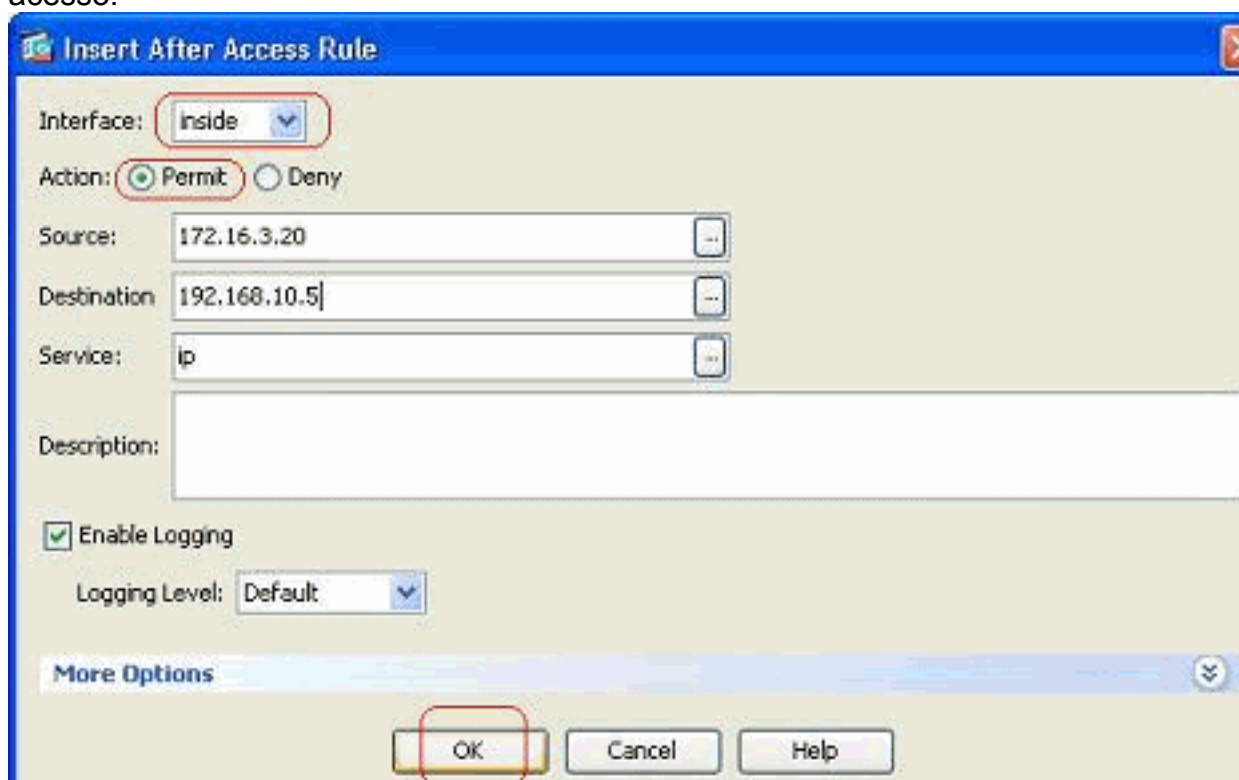 acesso.
Insert After Access Rule
Interface: inside
Action: Permit Deny
Source: 172.16.3.20 ...
Destination 192.168.10.5 ...
Service: ip ...
Description:
Enable Logging
Logging Level: Default
More Options
OK Cancel Help